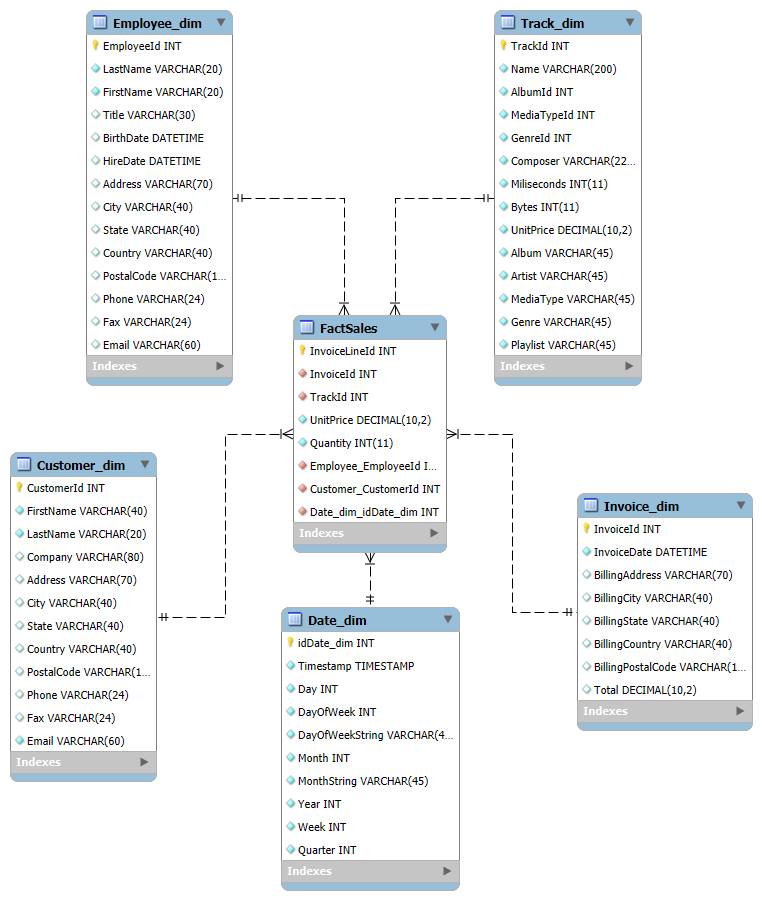 Employee_dim
EmployeeId INT
LastName VARCHAR(20)
FirstName VARCHAR(20)
Title VARCHAR(30)
BirthDate DATETIME
HireDate DATETIME
Address VARCHAR(70)
City VARCHAR(40)
State VARCHAR(40)
Country VARCHAR(40)
PostalCode VARCHAR(1...
Phone VARCHAR(24)
Fax VARCHAR(24)
Email VARCHAR(60)
Indexes
Track_dim
TrackId INT
Name VARCHAR(200)
AlbumId INT
MediaTypeId INT
GenreId INT
Composer VARCHAR(22...
Miliseconds INT(11)
Bytes INT(11)
UnitPrice DECIMAL(10,2)
Album VARCHAR(45)
Artist VARCHAR(45)
MediaType VARCHAR(45)
Genre VARCHAR(45)
Playlist VARCHAR(45)
Indexes
FactSales
InvoiceLineId INT
InvoiceId INT
TrackId INT
UnitPrice DECIMAL(10,2)
Quantity INT(11)
Employee_EmployeeId I...
Customer_CustomerId INT
Date_dim_idDate_dim INT
Indexes
Customer_dim
CustomerId INT
FirstName VARCHAR(40)
LastName VARCHAR(20)
Company VARCHAR(80)
Address VARCHAR(70)
City VARCHAR(40)
State VARCHAR(40)
Country VARCHAR(40)
PostalCode VARCHAR(1...
Phone VARCHAR(24)
Fax VARCHAR(24)
Email VARCHAR(60)
Indexes
Invoice_dim
InvoiceId INT
InvoiceDate DATETIME
BillingAddress VARCHAR(70)
BillingCity VARCHAR(40)
BillingState VARCHAR(40)
BillingCountry VARCHAR(40)
BillingPostalCode VARCHAR(1...
Total DECIMAL(10,2)
Indexes
Date_dim
idDate_dim INT
Timestamp TIMESTAMP
Day INT
DayOfWeek INT
DayOfWeekString VARCHAR(4...
Month INT
MonthString VARCHAR(45)
Year INT
Week INT
Quarter INT
Indexes